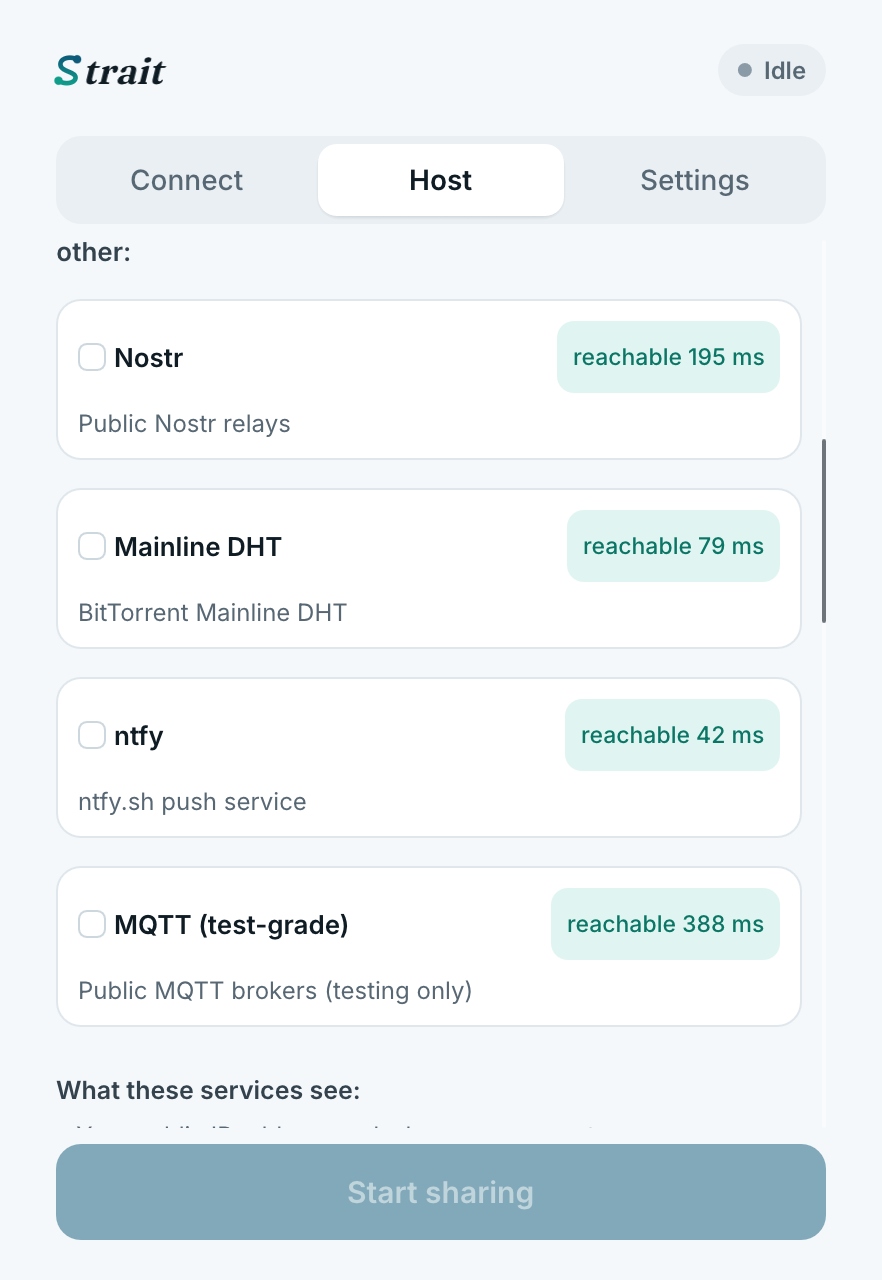 Strait
Idle
Connect
Host
Settings
other:
Nostr
reachable 195 ms
Public Nostr relays
Mainline DHT
reachable 79 ms
BitTorrent Mainline DHT
ntfy
reachable 42 ms
ntfy.sh push service
MQTT (test-grade)
reachable 388 ms
Public MQTT brokers (testing only)
What these services see:
Start sharing